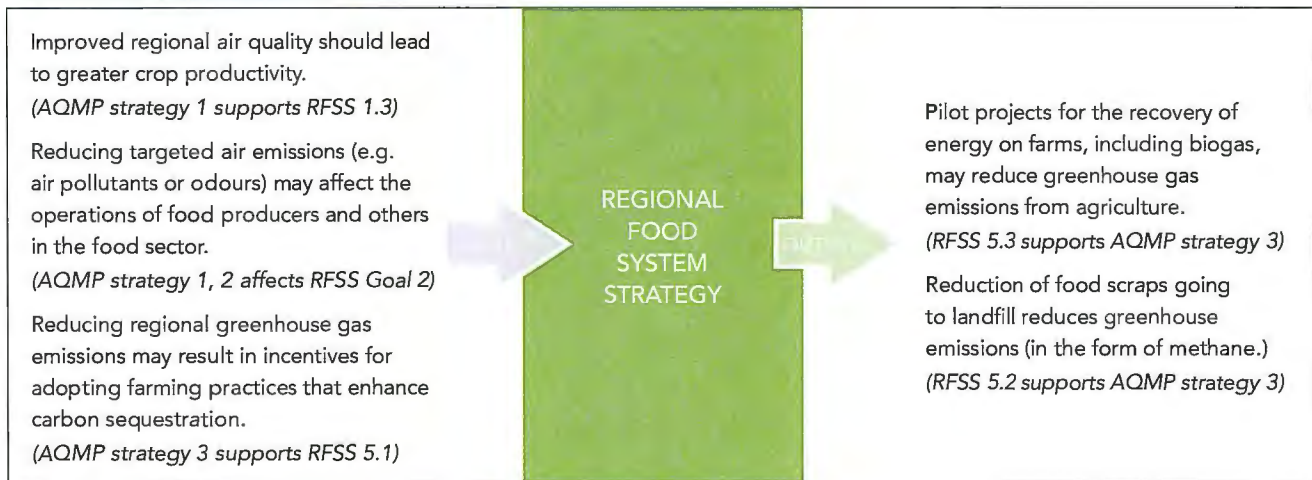 Improved regional air quality should lead
to greater crop productivity.
(AQMP strategy 1 supports RFSS 1.3)
Reducing targeted air emissions (e.g.
air pollutants or odours) may affect the
operations of food producers and others
in the food sector.
(AQMP strategy 1, 2 affects RFSS Goal 2)
Reducing regional greenhouse gas
emissions may result in incentives for
adopting farming practices that enhance
carbon sequestration.
(AQMP strategy 3 supports RFSS 5.1)
REGIONAL
FOOD
SYSTEM
STRATEGY
Pilot projects for the recovery of
energy on farms, including biogas,
may reduce greenhouse gas
emissions from agriculture.
(RFSS 5.3 supports AQMP strategy 3)
Reduction of food scraps going
to landfill reduces greenhouse
emissions (in the form of methane.)
(RFSS 5.2 supports AQMP strategy 3)